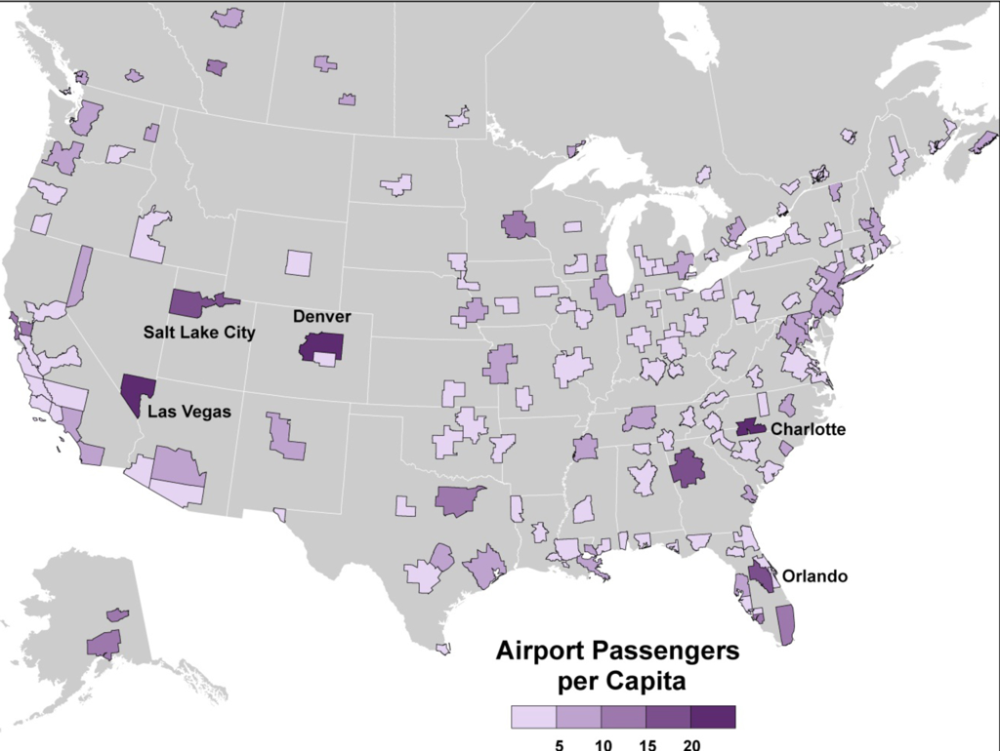 Denver
Salt Lake City
Las Vegas
Charlotte
Orlando
Airport Passengers
per Capita
5 10 15 20